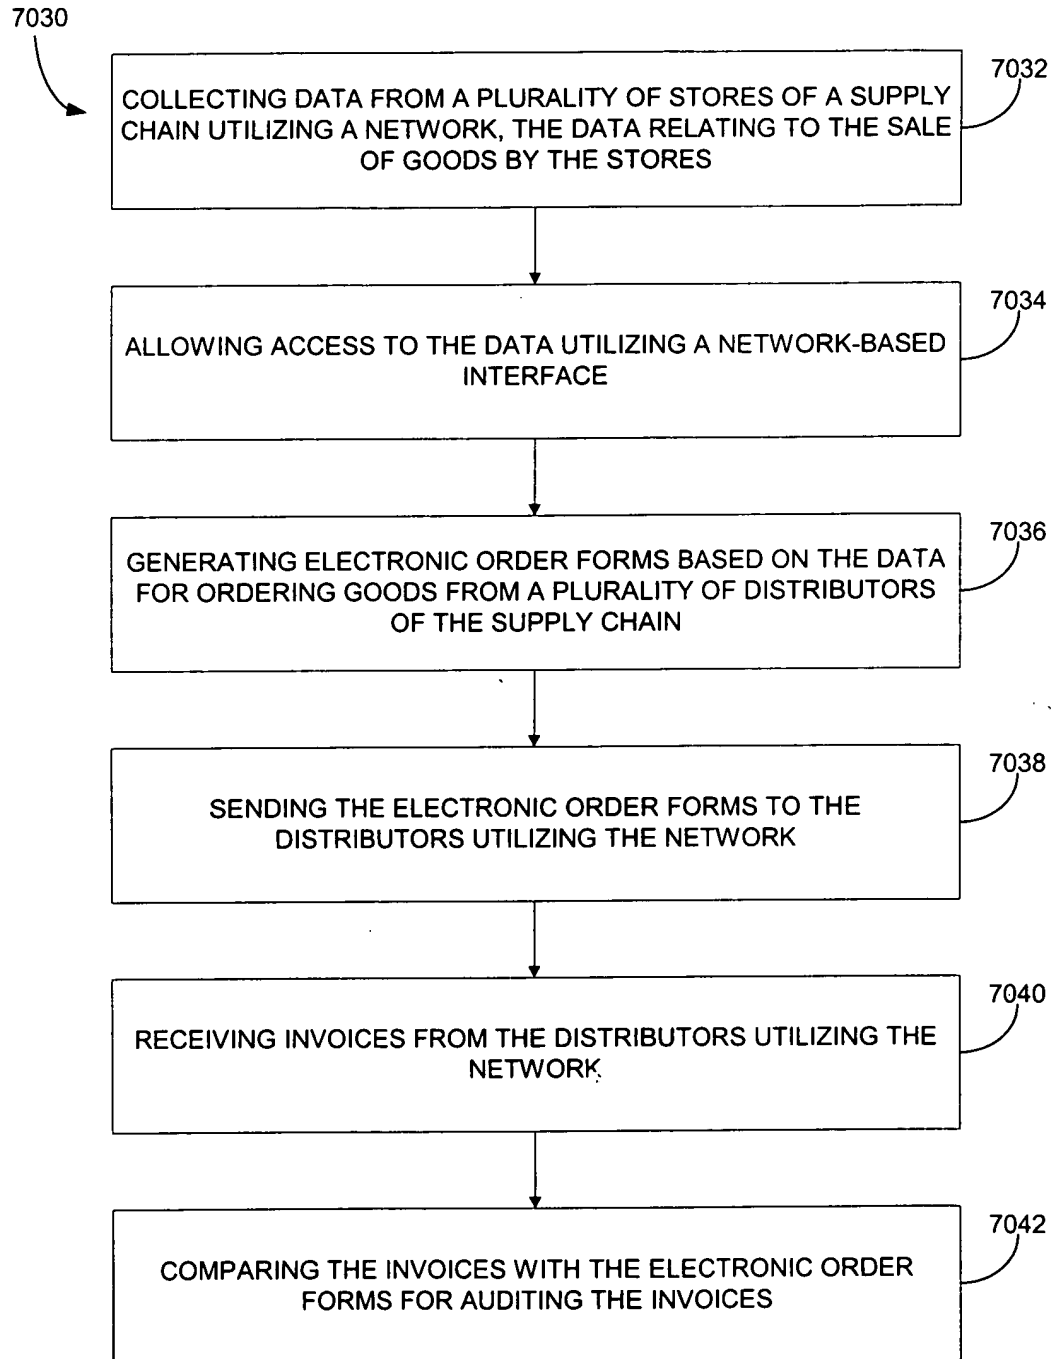 7030
7032
COLLECTING DATA FROM A PLURALITY OF STORES OF A SUPPLY
CHAIN UTILIZING A NETWORK, THE DATA RELATING TO THE SALE
OF GOODS BY THE STORES
7034
ALLOWING ACCESS TO THE DATA UTILIZING A NETWORK-BASED
INTERFACE
7036
GENERATING ELECTRONIC ORDER FORMS BASED ON THE DATA
FOR ORDERING GOODS FROM A PLURALITY OF DISTRIBUTORS
OF THE SUPPLY CHAIN
7038
SENDING THE ELECTRONIC ORDER FORMS TO THE
DISTRIBUTORS UTILIZING THE NETWORK
7040
RECEIVING INVOICES FROM THE DISTRIBUTORS UTILIZING THE
NETWORK
7042
COMPARING THE INVOICES WITH THE ELECTRONIC ORDER
FORMS FOR AUDITING THE INVOICES